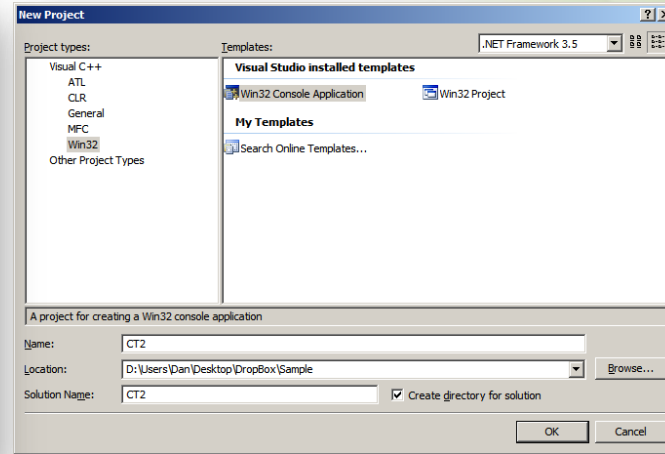 New Project
Project types:
Templates:
.NET Framework 3.5
Visual C++
ATL
CLR
General
MFC
Win32
Other Project Types
Visual Studio installed templates
Win32 Console Application
Win32 Project
My Templates
Search Online Templates...
A project for creating a Win32 console application
Name:
CT2
Location:
D:\Users\Dan\Desktop\DropBox\Sample
Browse...
Solution Name:
CT2
Create directory for solution
OK
Cancel